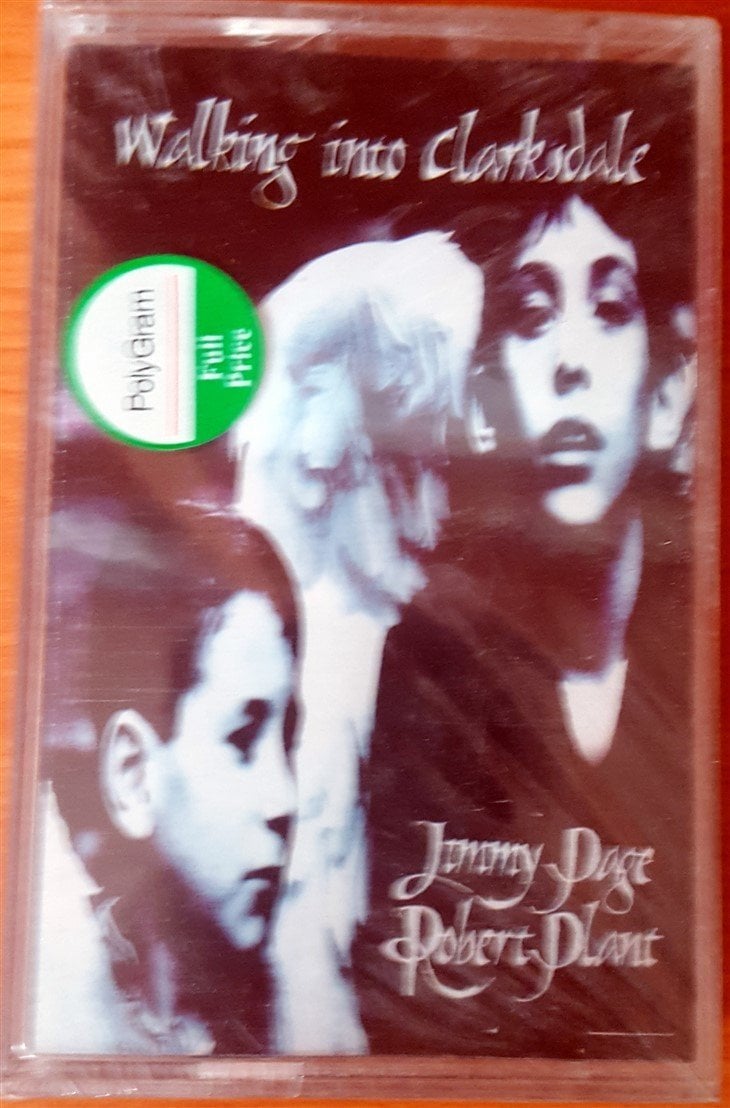 Walking into Clarksdale
PolyGram
Full
Price
Jimmy Page
Robert Plant